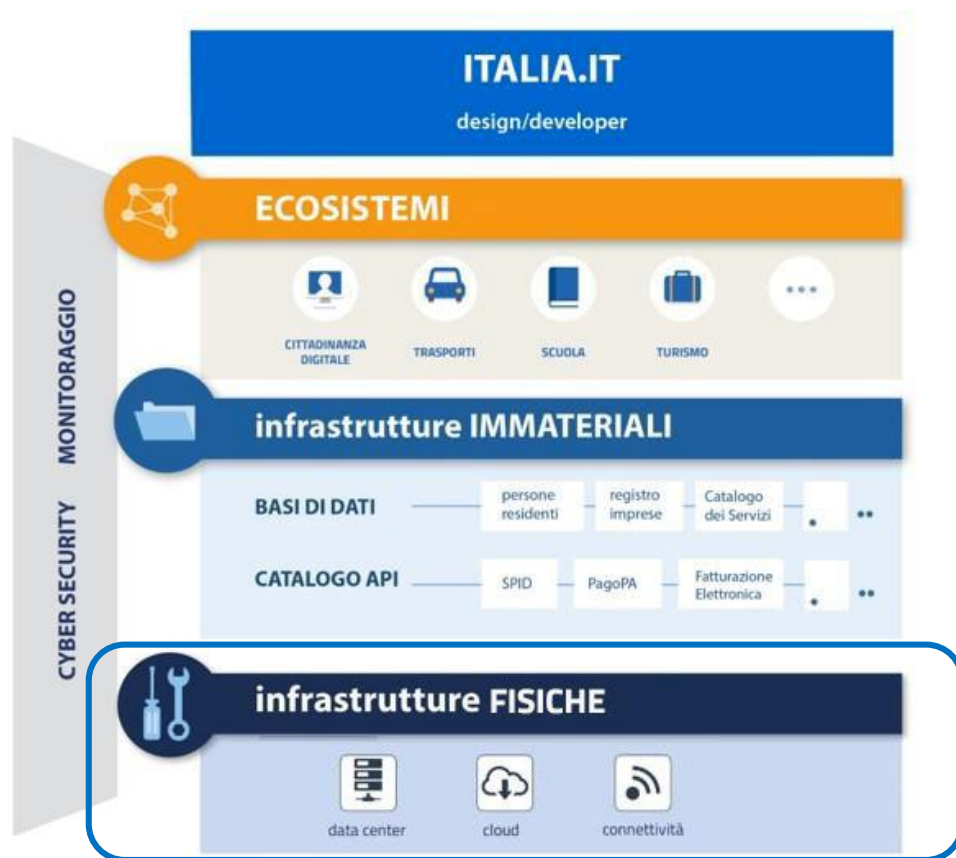 ITALIA.IT
design/developer
ECOSISTEMI
CITTADINANZA
DIGITALE
TRASPORTI
SCUOLA
TURISMO
infrastrutture IMMATERIALI
BASI DI DATI
persone
residenti
registro
imprese
Catalogo
dei Servizi
CATALOGO API
SPID
PagoPA
Fatturazione
Elettronica
infrastrutture FISICHE
data center
cloud
connettività
CYBER SECURITY MONITORAGGIO